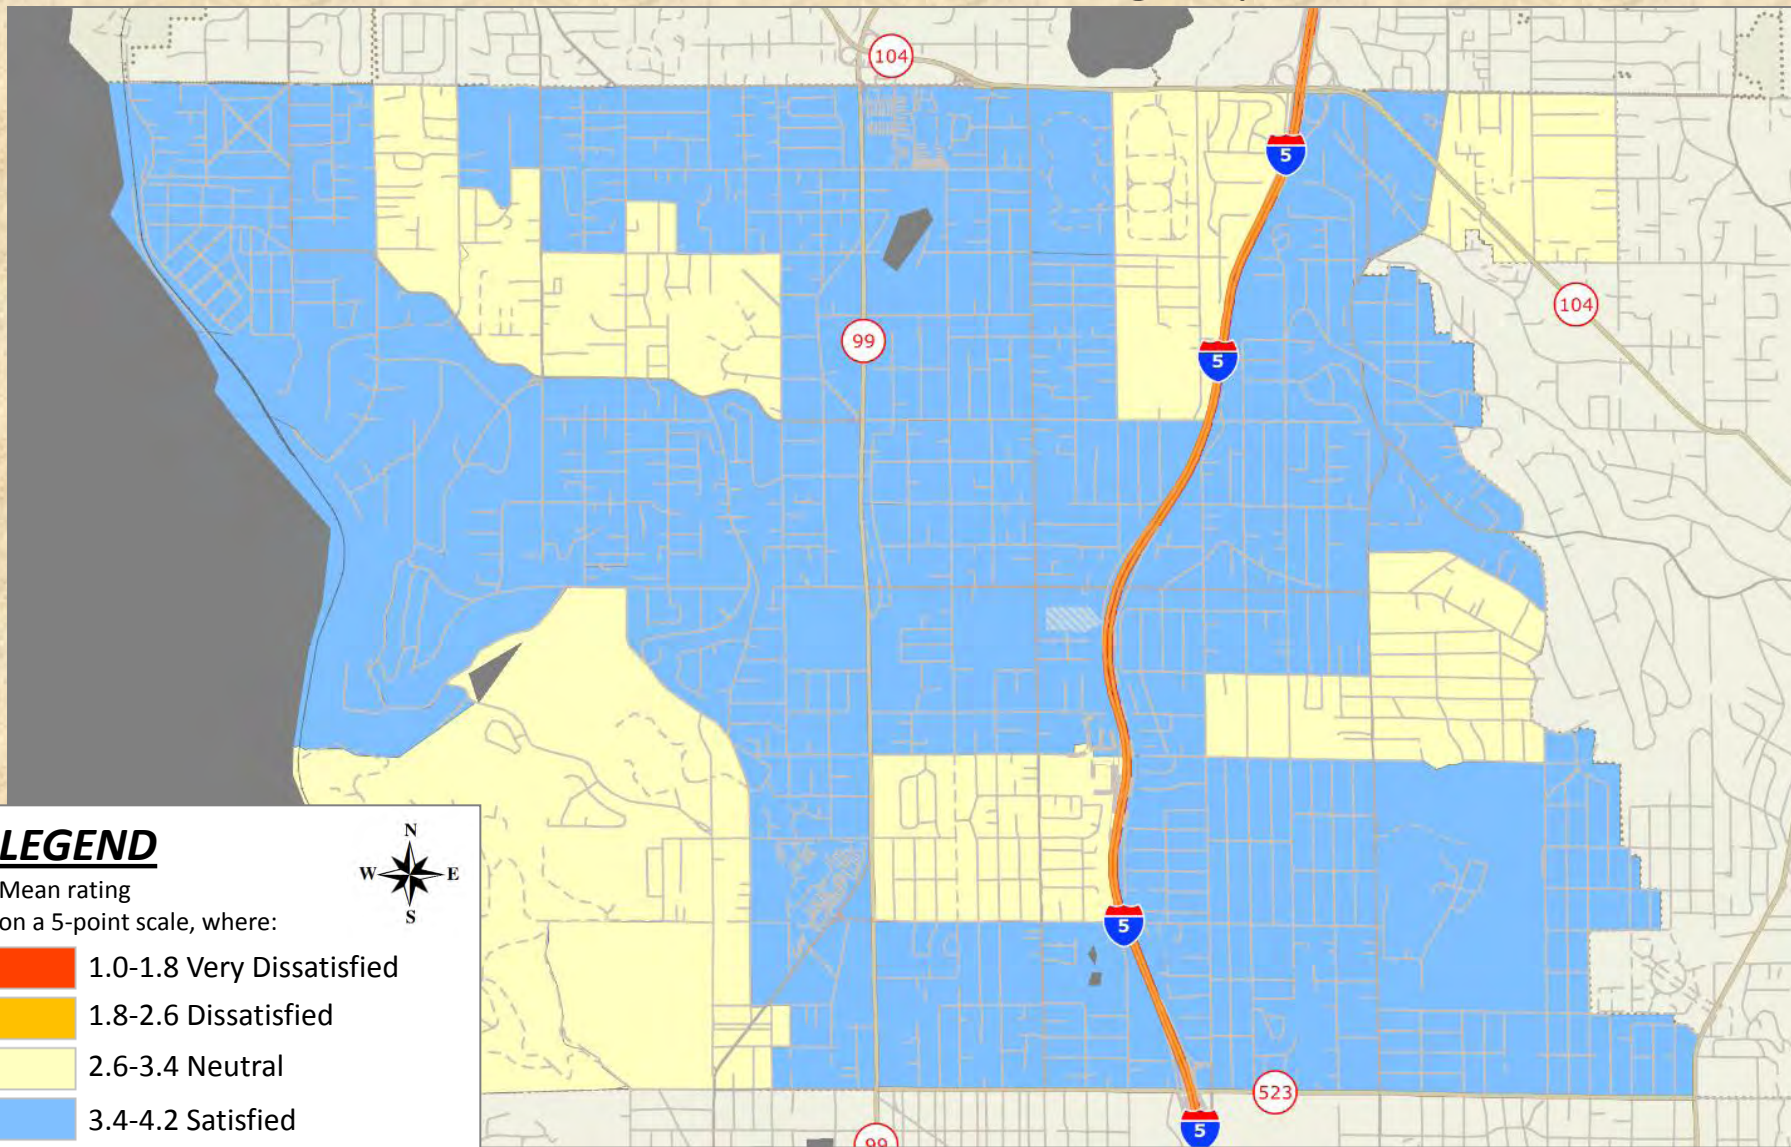 104
5
104
99
5
LEGEND
N
W E
S
Mean rating
on a 5-point scale, where:
5
1.0-1.8 Very Dissatisfied
1.8-2.6 Dissatisfied
2.6-3.4 Neutral
523
3.4-4.2 Satisfied
5
99